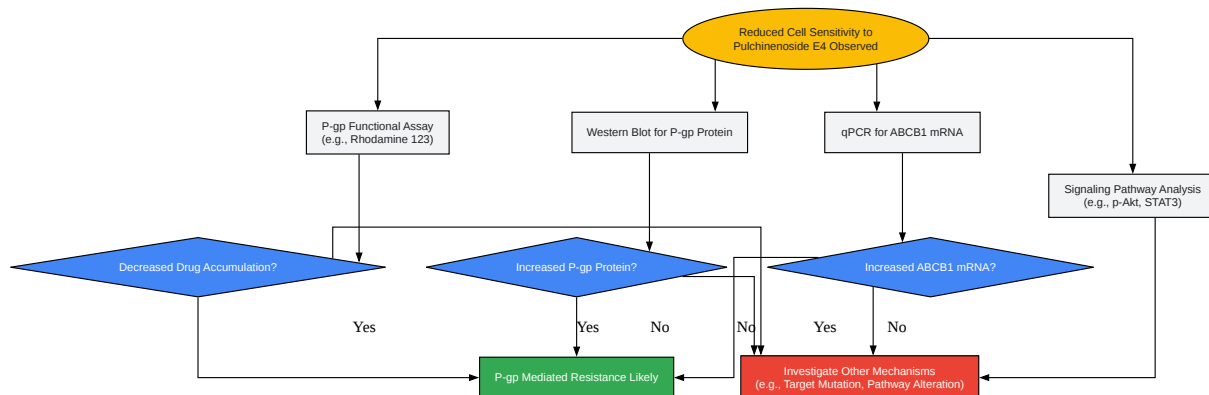 Reduced Cell Sensitivity to
Pulchinenoside E4 Observed
P-gp Functional Assay
(e.g., Rhodamine 123)
Western Blot for P-gp Protein
qPCR for ABCB1 mRNA
Signaling Pathway Analysis
(e.g., p-Akt, STAT3)
Decreased Drug Accumulation?
Increased P-gp Protein?
Increased ABCB1 mRNA?
Yes
Yes
No
No
Yes
No
P-gp Mediated Resistance Likely
Investigate Other Mechanisms
(e.g., Target Mutation, Pathway Alteration)